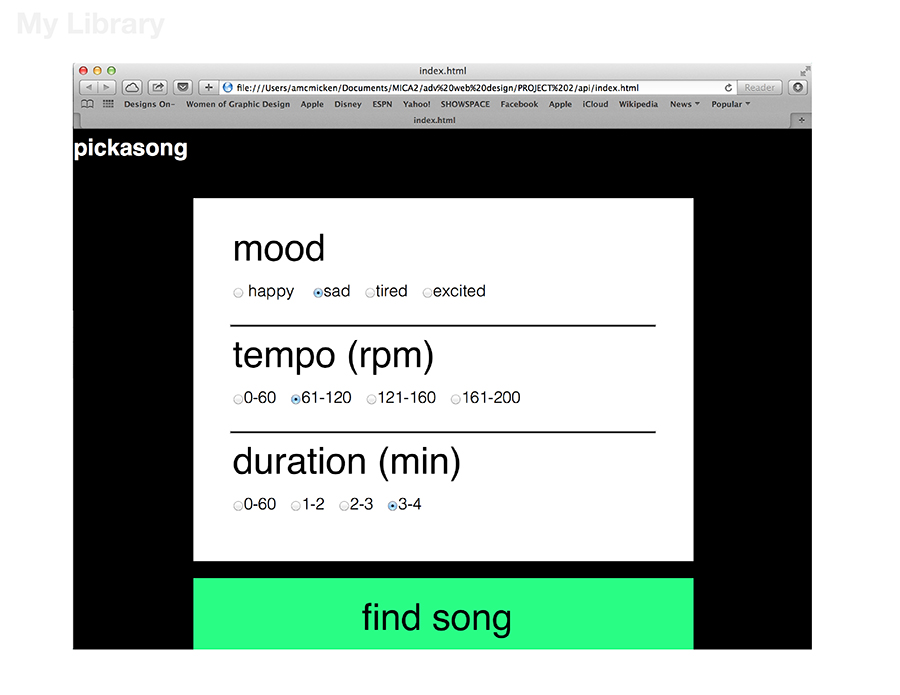 My Library
index.html
file:///Users/amcmicken/Documents/MICA2/adv%20web%20design/PROJECT%202/api/index.html Reader
Designs On– Women of Graphic Design Apple Disney ESPN Yahoo! SHOWSPACE Facebook Apple iCloud Wikipedia News Popular
index.html
pickasong
mood
happy sad tired excited
tempo (rpm)
0-60 61-120 121-160 161-200
duration (min)
0-60 1-2 2-3 3-4
find song